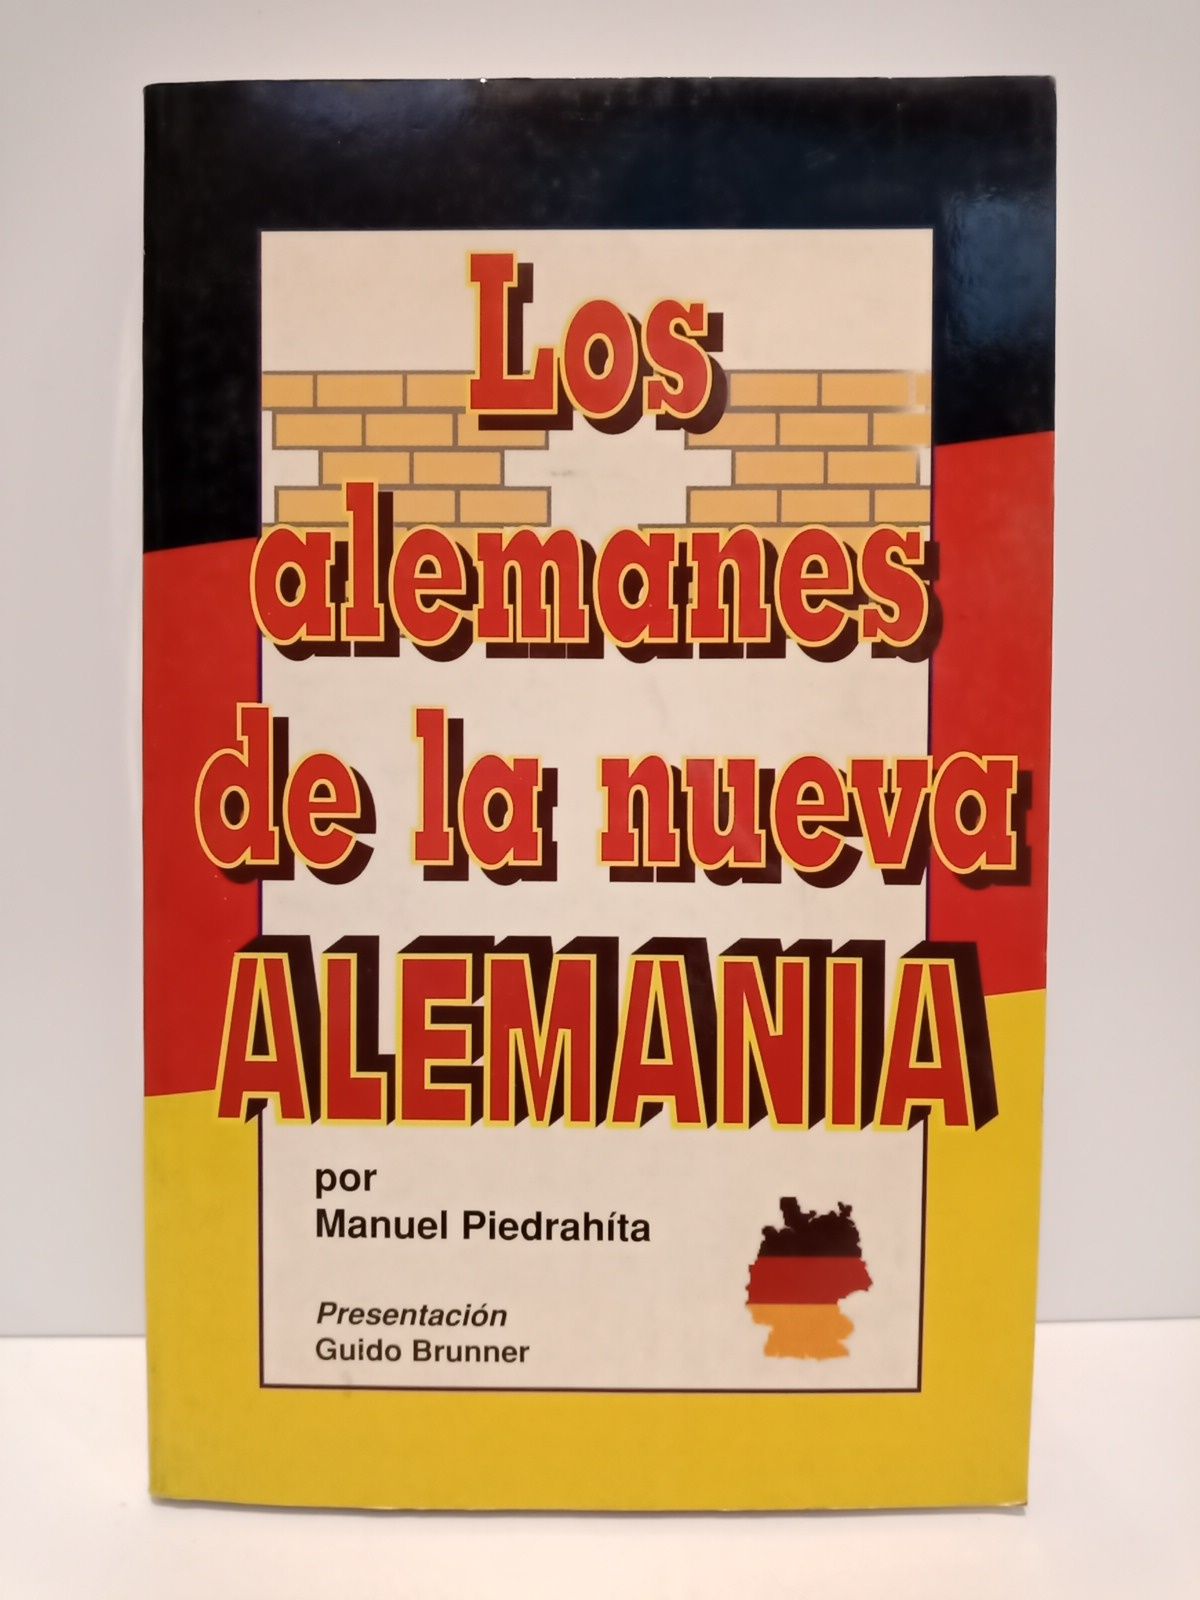 Los
alemanes
de la nueva
ALEMANIA
por
Manuel Piedrahíta
Presentación
Guido Brunner